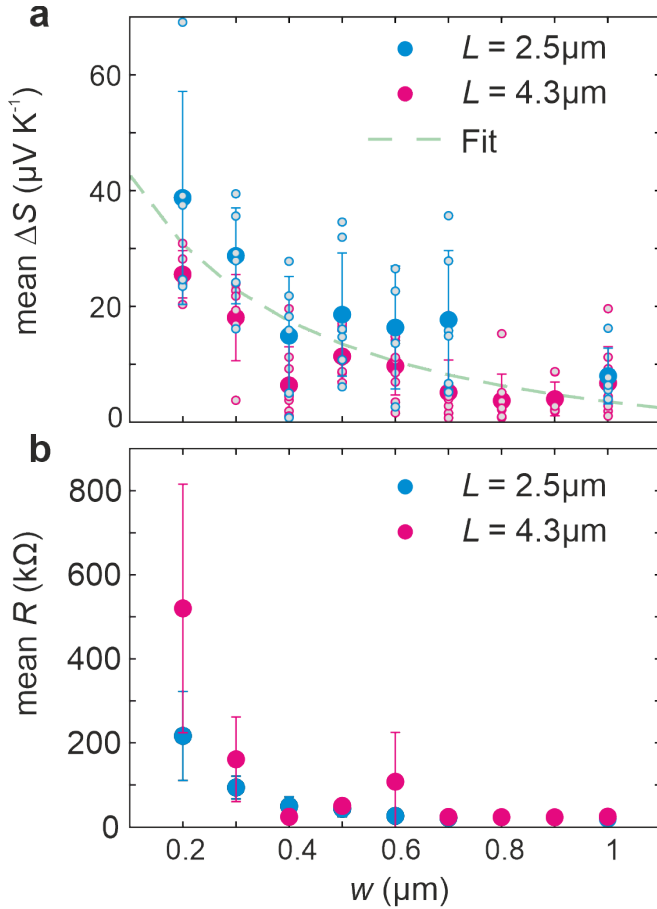 a
60
40
20
0
mean ΔS (µV K⁻¹)
L = 2.5µm
L = 4.3µm
Fit
b
800
600
400
200
0
mean R (kΩ)
L = 2.5µm
L = 4.3µm
0.2 0.4 0.6 0.8 1
w (µm)